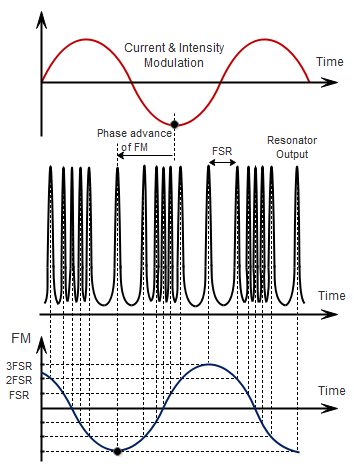 Current & Intensity
Modulation
Time
Phase advance
of FM
FSR
Resonator
Output
Time
FM
3FSR
2FSR
FSR
Time